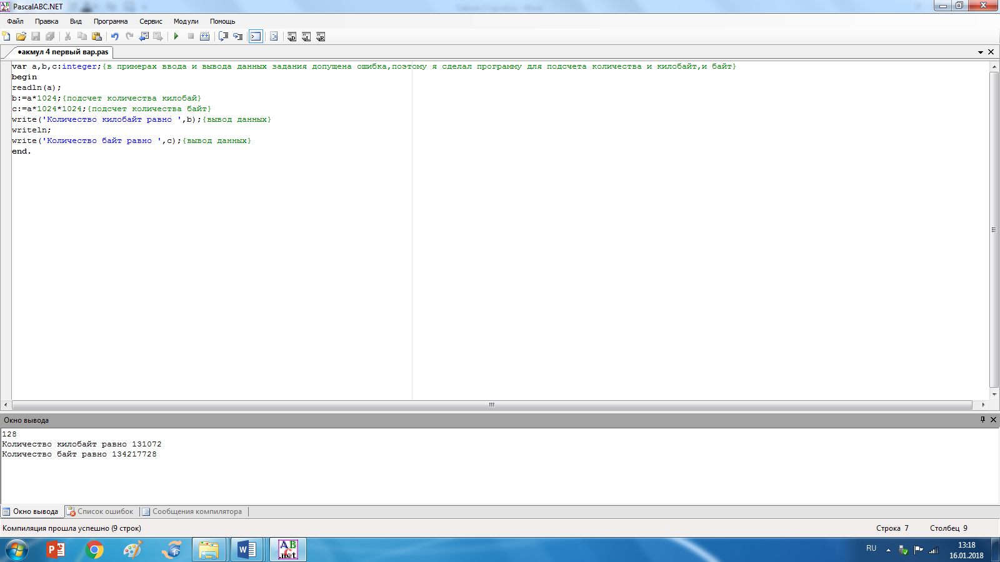 PascalABC.NET
Файл Правка Вид Программа Сервис Модули Помощь
•акмул 4 первый вар.pas
var a,b,c:integer;{в примерах ввода и вывода данных задания допущена ошибка,поэтому я сделал программу для подсчета количества и килобайт,и байт}
begin
readln(a);
b:=a*1024;{подсчет количества килобай}
c:=a*1024*1024;{подсчет количества байт}
write('Количество килобайт равно ',b);{вывод данных}
writeln;
write('Количество байт равно ',c);{вывод данных}
end.
Окно вывода
128
Количество килобайт равно 131072
Количество байт равно 134217728
Окно вывода Список ошибок Сообщения компилятора
Компиляция прошла успешно (9 строк) Строка 7 Столбец 9
RU 13:18
16.01.2018